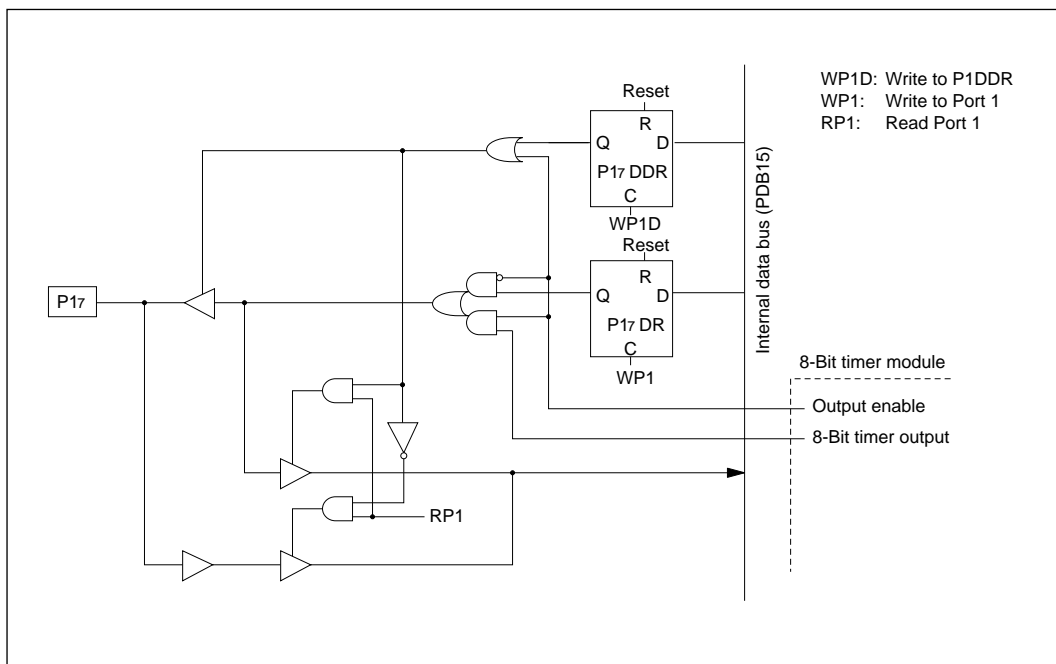 WP1D: Write to P1DDR
WP1: Write to Port 1
RP1: Read Port 1
Reset
R
Q D
P17 DDR
C
WP1D
Reset
R
Q D
P17 DR
C
WP1
P17
Internal data bus (PDB15)
8-Bit timer module
Output enable
8-Bit timer output
RP1